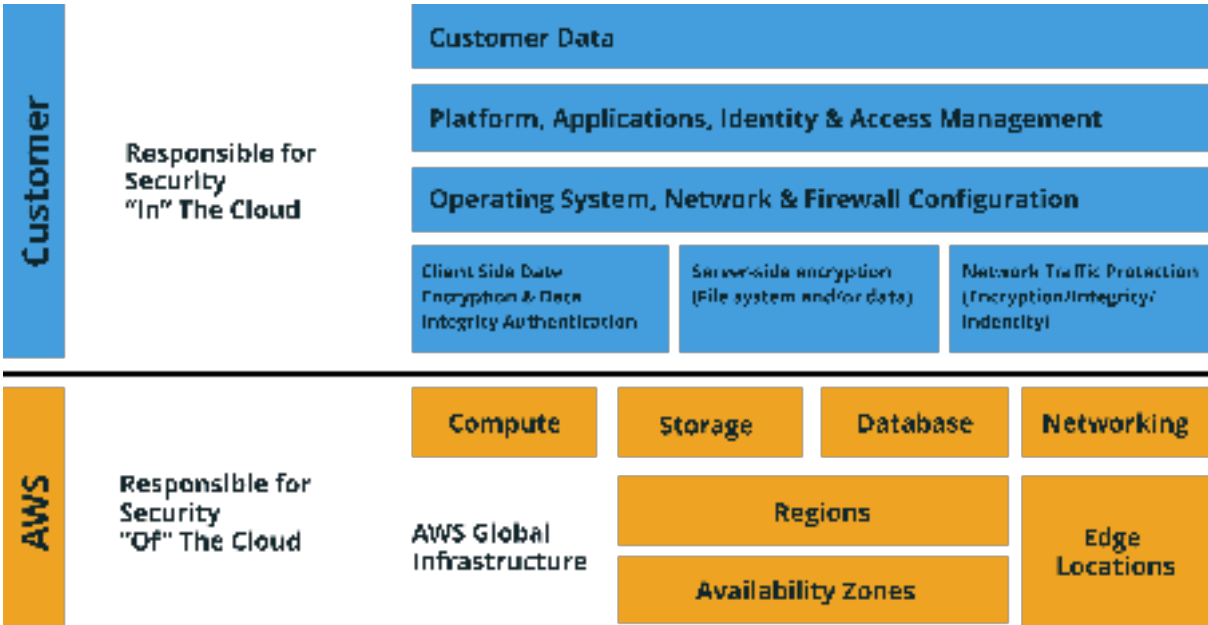 Customer
Responsible for
Security
“In” The Cloud
Customer Data
Platform, Applications, Identity & Access Management
Operating System, Network & Firewall Configuration
Client Side Date
Encryption & Data
Integrity Authentication
Server-side encryption
(File system and/or data)
Network Traffic Protection
(Encryption/Integrity/
Indentity)
AWS
Responsible for
Security
"Of" The Cloud
Compute
Storage
Database
Networking
AWS Global
Infrastructure
Regions
Availability Zones
Edge
Locations